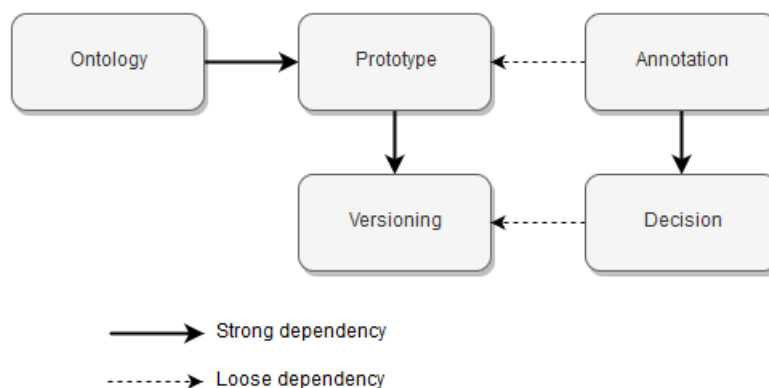 Ontology
Prototype
Annotation
Versioning
Decision
Strong dependency
Loose dependency